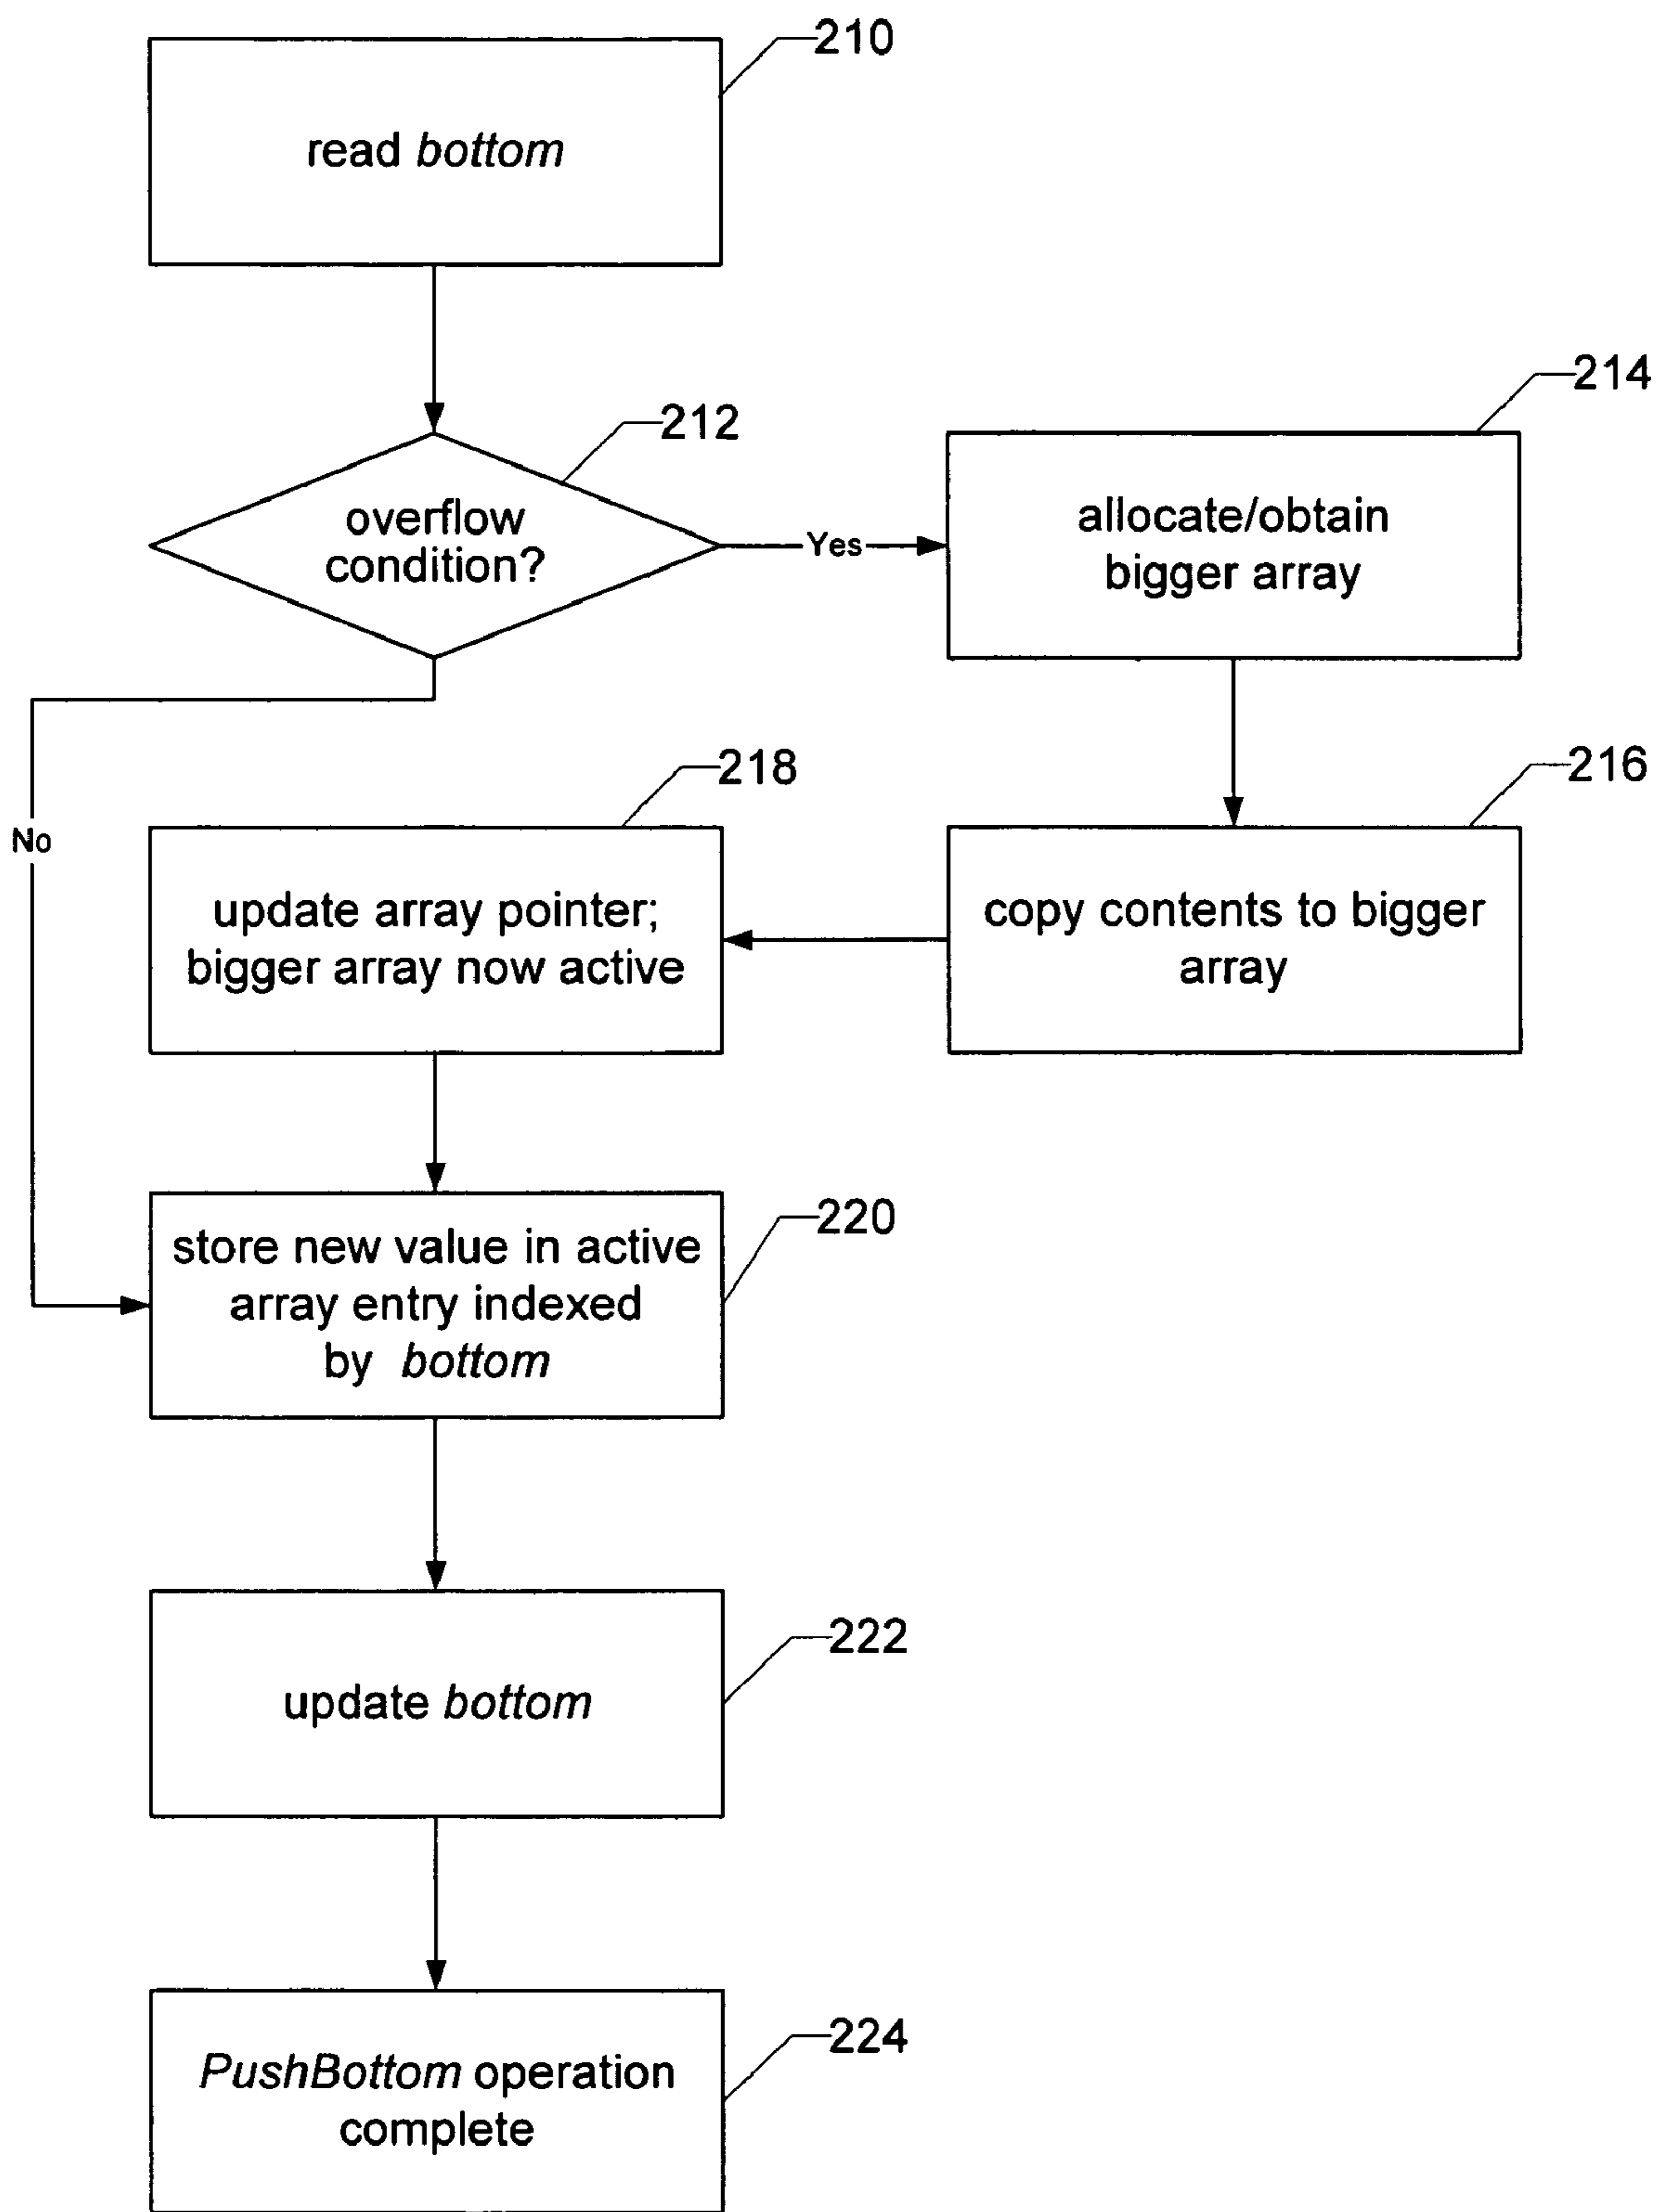 210
read bottom
212
overflow
condition?
Yes
214
allocate/obtain
bigger array
216
copy contents to bigger
array
218
update array pointer;
bigger array now active
No
220
store new value in active
array entry indexed
by bottom
222
update bottom
224
PushBottom operation
complete